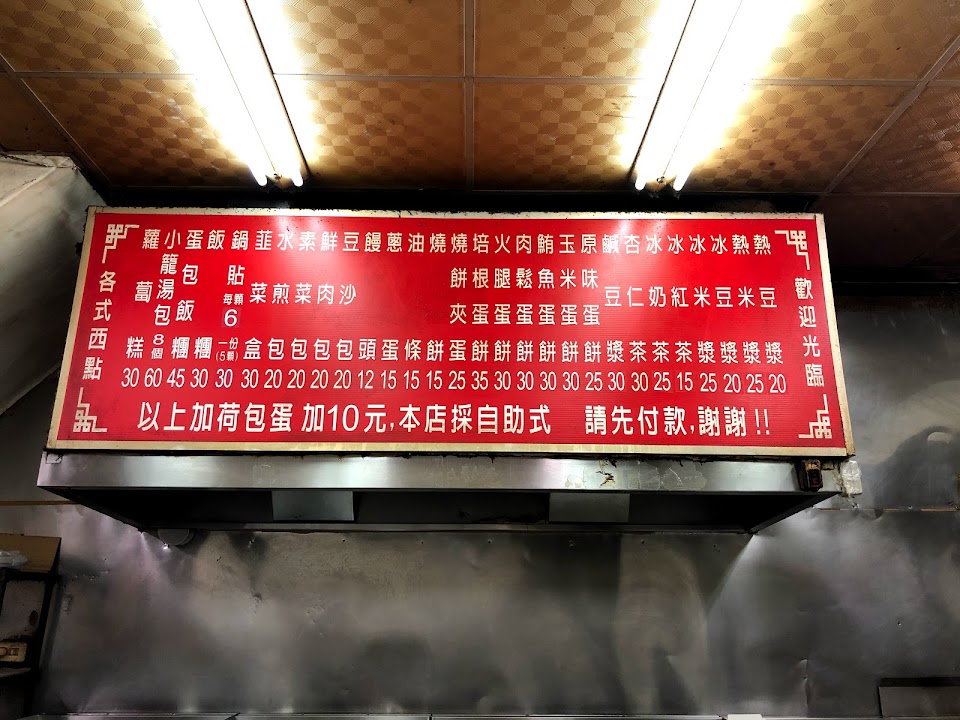 各式西點
蘿蔔糕 30
小籠湯包 8個 60
蛋包飯糰 45
飯糰 30
鍋貼 每顆6 一份(5顆) 30
韮菜盒 30
水煎包 20
素菜包 20
鮮肉包 20
豆沙包 20
饅頭 12
蔥蛋 15
油條 15
燒餅 15
燒餅夾蛋 25
培根蛋餅 35
火腿蛋餅 30
肉鬆蛋餅 30
鮪魚蛋餅 30
玉米蛋餅 30
原味蛋餅 25
鹹豆漿 30
杏仁茶 30
冰奶茶 25
冰紅茶 15
冰米漿 25
冰豆漿 20
熱米漿 25
熱豆漿 20
歡迎光臨
以上加荷包蛋 加10元,本店採自助式 請先付款,謝謝!!